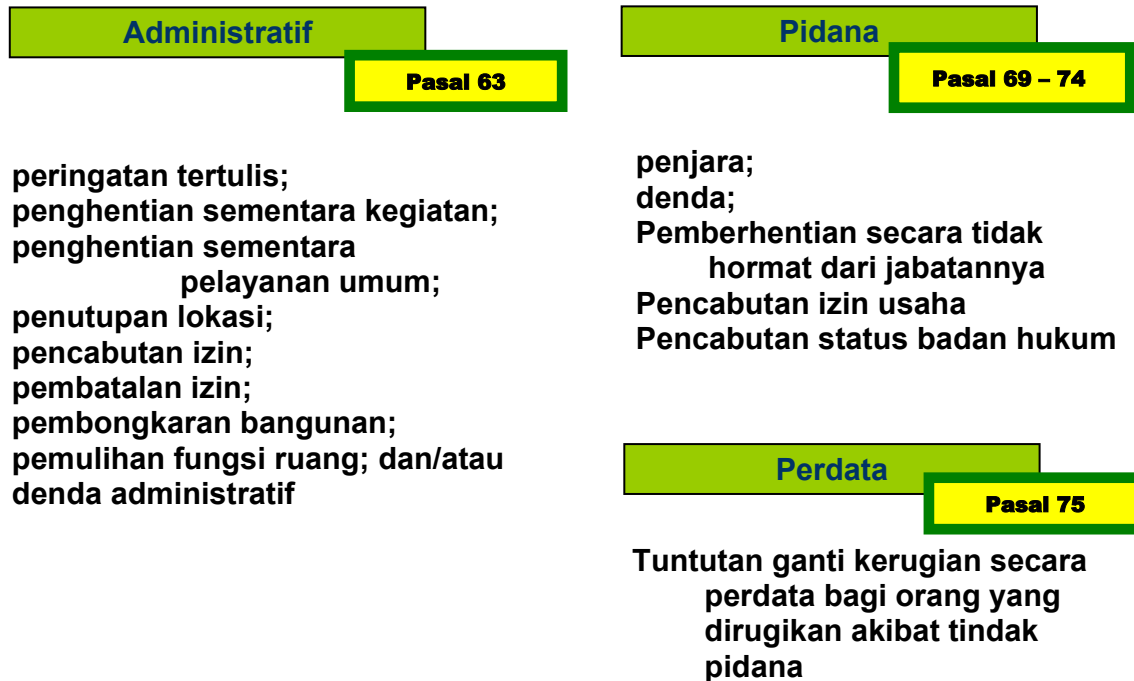 Administratif
Pasal 63
peringatan tertulis;
penghentian sementara kegiatan;
penghentian sementara
pelayanan umum;
penutupan lokasi;
pencabutan izin;
pembatalan izin;
pembongkaran bangunan;
pemulihan fungsi ruang; dan/atau
denda administratif
Pidana
Pasal 69 – 74
penjara;
denda;
Pemberhentian secara tidak
hormat dari jabatannya
Pencabutan izin usaha
Pencabutan status badan hukum
Perdata
Pasal 75
Tuntutan ganti kerugian secara
perdata bagi orang yang
dirugikan akibat tindak
pidana